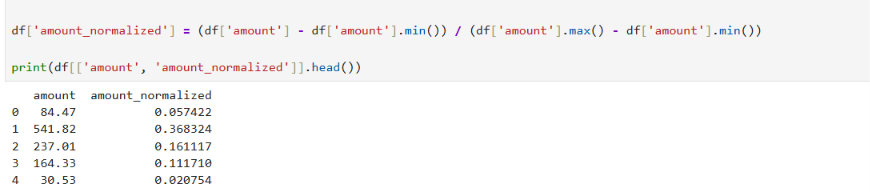 df['amount_normalized'] = (df['amount'] - df['amount'].min()) / (df['amount'].max() - df['amount'].min())
print(df[['amount', 'amount_normalized']].head())
amount amount_normalized
0 84.47 0.057422
1 541.82 0.368324
2 237.01 0.161117
3 164.33 0.111710
4 30.53 0.020754